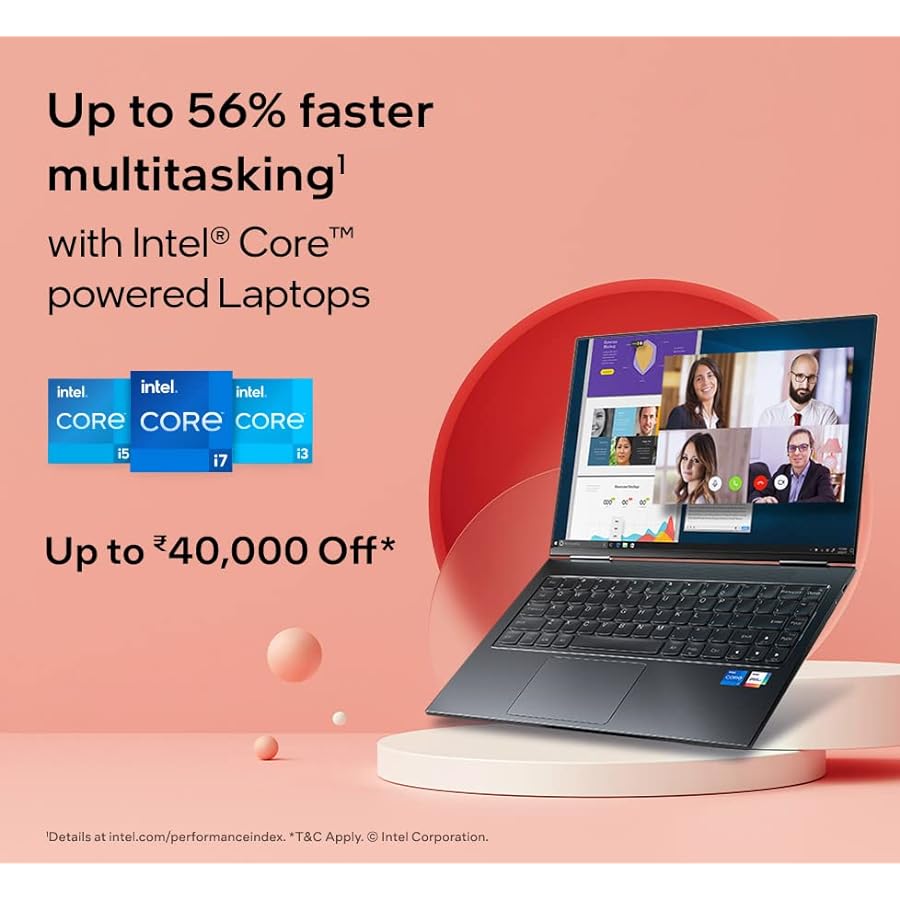 Up to 56% faster
multitasking¹
with Intel® Core™
powered Laptops
intel.
CORE
i5
intel.
CORE
i7
intel.
CORE
i3
Up to ₹40,000 Off*
¹Details at intel.com/performanceindex. *T&C Apply. © Intel Corporation.